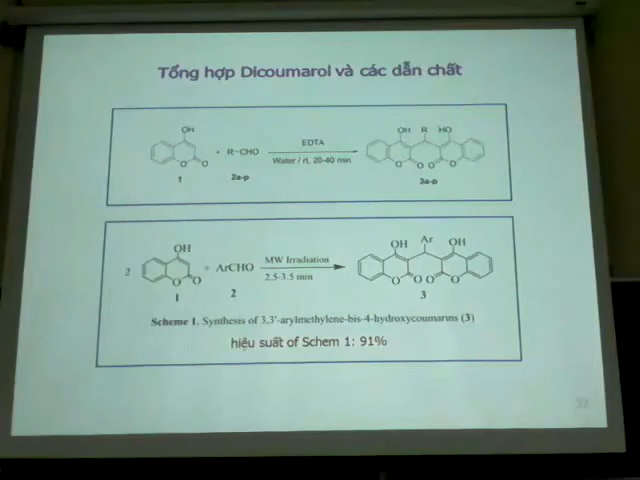 Tổng hợp Dicoumarol và các dẫn chất
OH
O O
1
+ R-CHO
2a-p
EDTA
Water / rt, 20-40 min
OH R HO
O O O O
3a-p
2
OH
O O
1
+ ArCHO
2
MW Irradiation
2.5-3.5 min
OH Ar OH
O O O O
3
Scheme 1. Synthesis of 3,3'-arylmethylene-bis-4-hydroxycoumarins (3)
hiệu suất of Schem 1: 91%